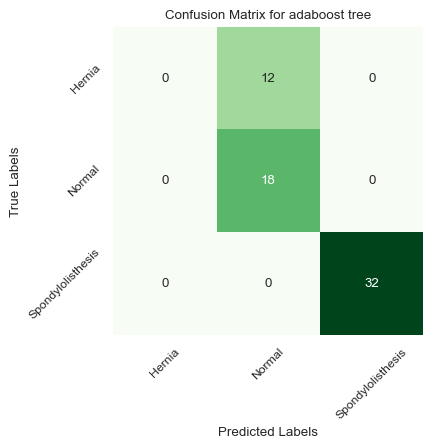 Confusion Matrix for adaboost tree
True Labels
Hernia
0 12 0
Normal
0 18 0
Spondylolisthesis
0 0 32
Hernia Normal Spondylolisthesis
Predicted Labels